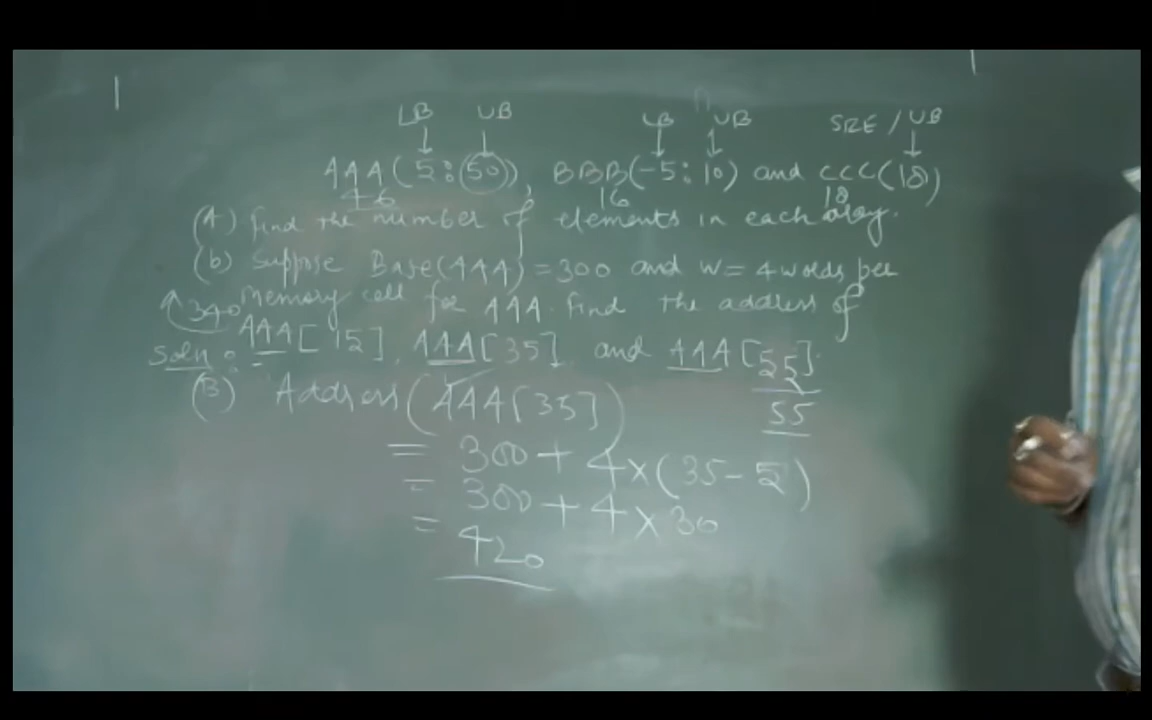 LB UB LB UB SIZE / UB
AAA(5:50), BBB(-5:10) and CCC(18)
46 16 18
(A) Find the number of elements in each array.
(b) Suppose Base(AAA) = 300 and w = 4 words per
340 memory cell for AAA. Find the address of
AAA[15], AAA[35] and AAA[55].
Soln:
55
(B) Address(AAA[35])
= 300 + 4×(35-5)
= 300 + 4×30
= 420